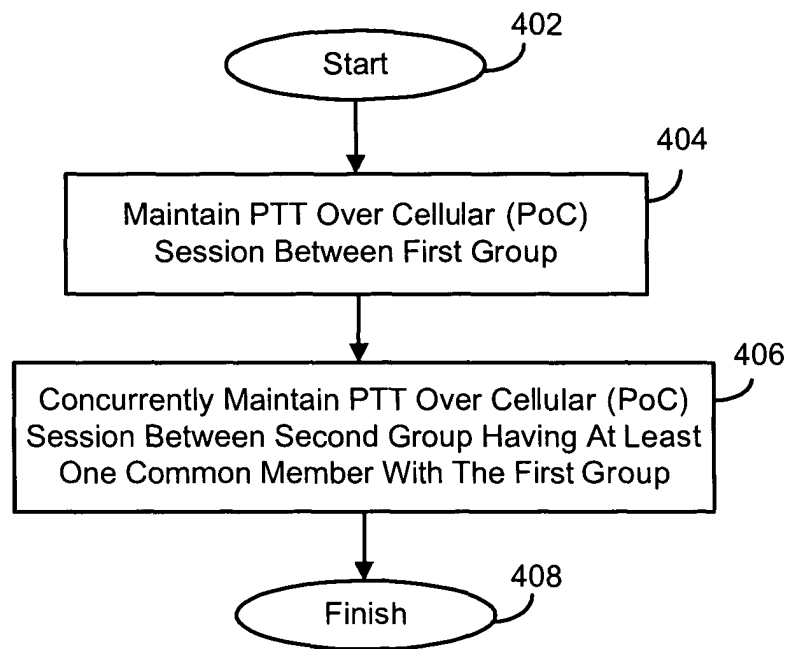 402
Start
404
Maintain PTT Over Cellular (PoC)
Session Between First Group
406
Concurrently Maintain PTT Over Cellular (PoC)
Session Between Second Group Having At Least
One Common Member With The First Group
408
Finish